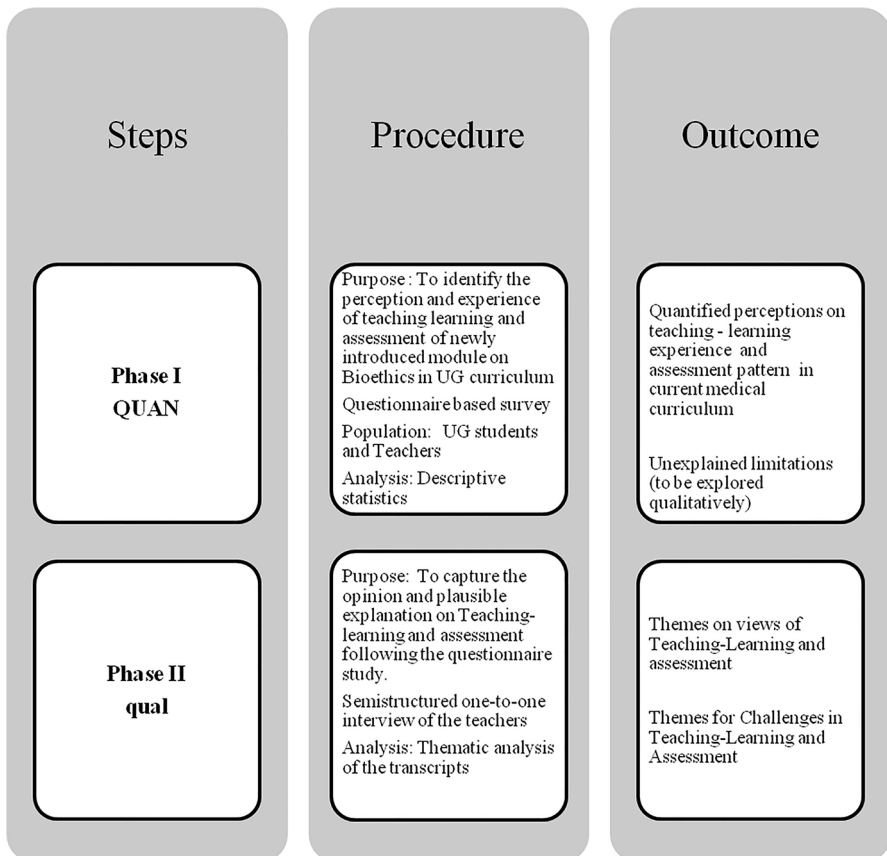 Steps
Procedure
Outcome
Phase I
QUAN
Purpose : To identify the
perception and experience
of teaching learning and
assessment of newly
introduced module on
Bioethics in UG curriculum
Questionnaire based survey
Population: UG students
and Teachers
Analysis: Descriptive
statistics
Quantified perceptions on
teaching - learning
experience and
assessment pattern in
current medical
curriculum
Unexplained limitations
(to be explored
qualitatively)
Phase II
qual
Purpose: To capture the
opinion and plausible
explanation on Teaching-
learning and assessment
following the questionnaire
study.
Semistructured one-to-one
interview of the teachers
Analysis: Thematic analysis
of the transcripts
Themes on views of
Teaching-Learning and
assessment
Themes for Challenges in
Teaching-Learning and
Assessment